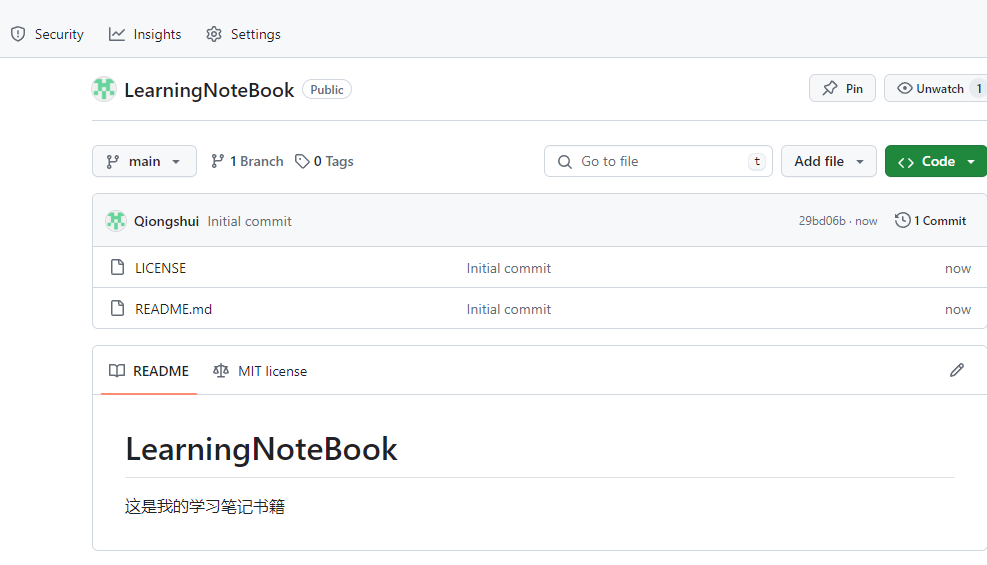 Security Insights Settings
LearningNoteBook Public Pin Unwatch 1
main 1 Branch 0 Tags Go to file t Add file Code
Qiongshui Initial commit 29bd06b · now 1 Commit
LICENSE Initial commit now
README.md Initial commit now
README MIT license
LearningNoteBook
这是我的学习笔记书籍